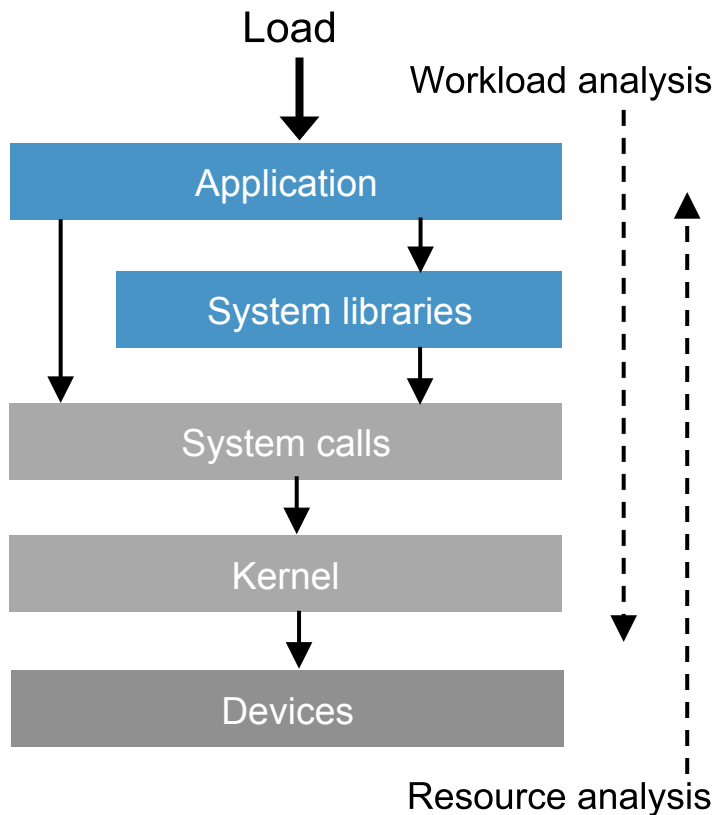 Load
Workload analysis
Application
System libraries
System calls
Kernel
Devices
Resource analysis